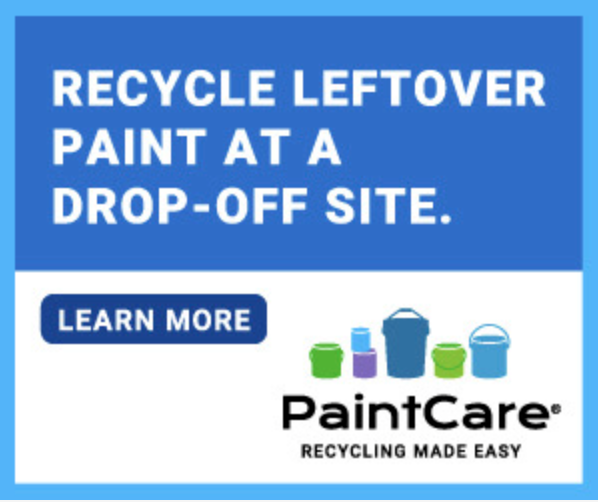 RECYCLE LEFTOVER
PAINT AT A
DROP-OFF SITE.
LEARN MORE
PaintCare®
RECYCLING MADE EASY